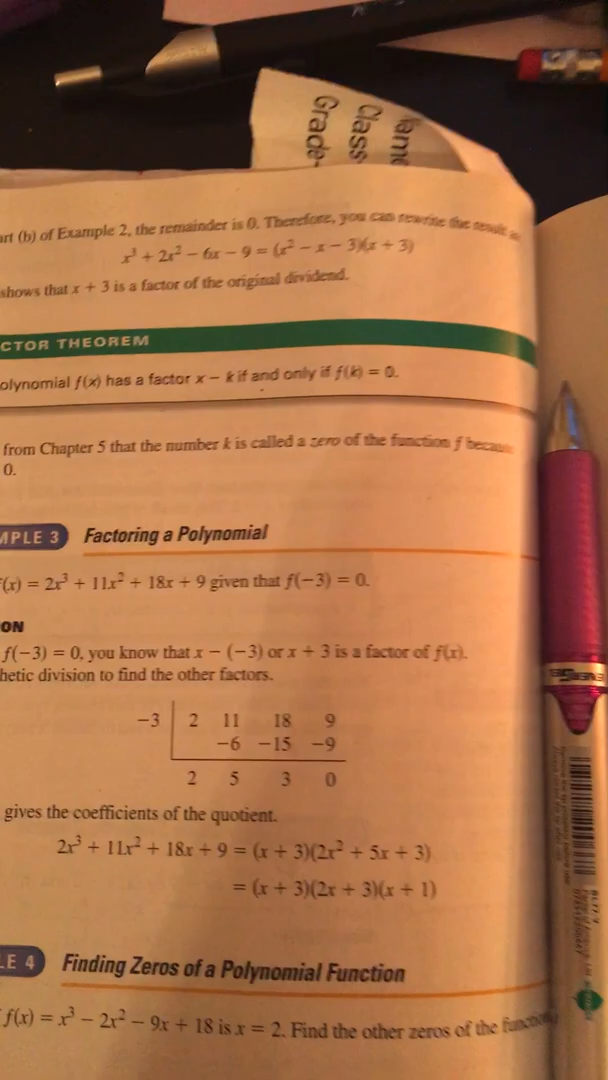 Name
Class
Grade
art (b) of Example 2, the remainder is 0. Therefore, you can rewrite the result as
x³ + 2x² − 6x − 9 = (x² − x − 3)(x + 3)
shows that x + 3 is a factor of the original dividend.
CTOR THEOREM
olynomial f(x) has a factor x − k if and only if f(k) = 0.
from Chapter 5 that the number k is called a zero of the function f because
0.
MPLE 3 Factoring a Polynomial
f(x) = 2x³ + 11x² + 18x + 9 given that f(−3) = 0.
ON
f(−3) = 0, you know that x − (−3) or x + 3 is a factor of f(x).
hetic division to find the other factors.
−3 2 11 18 9
−6 −15 −9
2 5 3 0
gives the coefficients of the quotient.
2x³ + 11x² + 18x + 9 = (x + 3)(2x² + 5x + 3)
= (x + 3)(2x + 3)(x + 1)
LE 4 Finding Zeros of a Polynomial Function
f(x) = x³ − 2x² − 9x + 18 is x = 2. Find the other zeros of the function.
ENERGEL